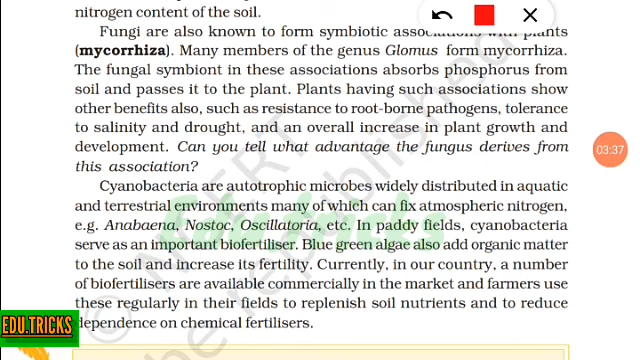 nitrogen content of the soil.
Fungi are also known to form symbiotic associations with plants
(mycorrhiza). Many members of the genus Glomus form mycorrhiza.
The fungal symbiont in these associations absorbs phosphorus from
soil and passes it to the plant. Plants having such associations show
other benefits also, such as resistance to root-borne pathogens, tolerance
to salinity and drought, and an overall increase in plant growth and
development. Can you tell what advantage the fungus derives from
this association?
03:37
Cyanobacteria are autotrophic microbes widely distributed in aquatic
and terrestrial environments many of which can fix atmospheric nitrogen,
e.g. Anabaena, Nostoc, Oscillatoria, etc. In paddy fields, cyanobacteria
serve as an important biofertiliser. Blue green algae also add organic matter
to the soil and increase its fertility. Currently, in our country, a number
of biofertilisers are available commercially in the market and farmers use
these regularly in their fields to replenish soil nutrients and to reduce
dependence on chemical fertilisers.
EDU.TRICKS